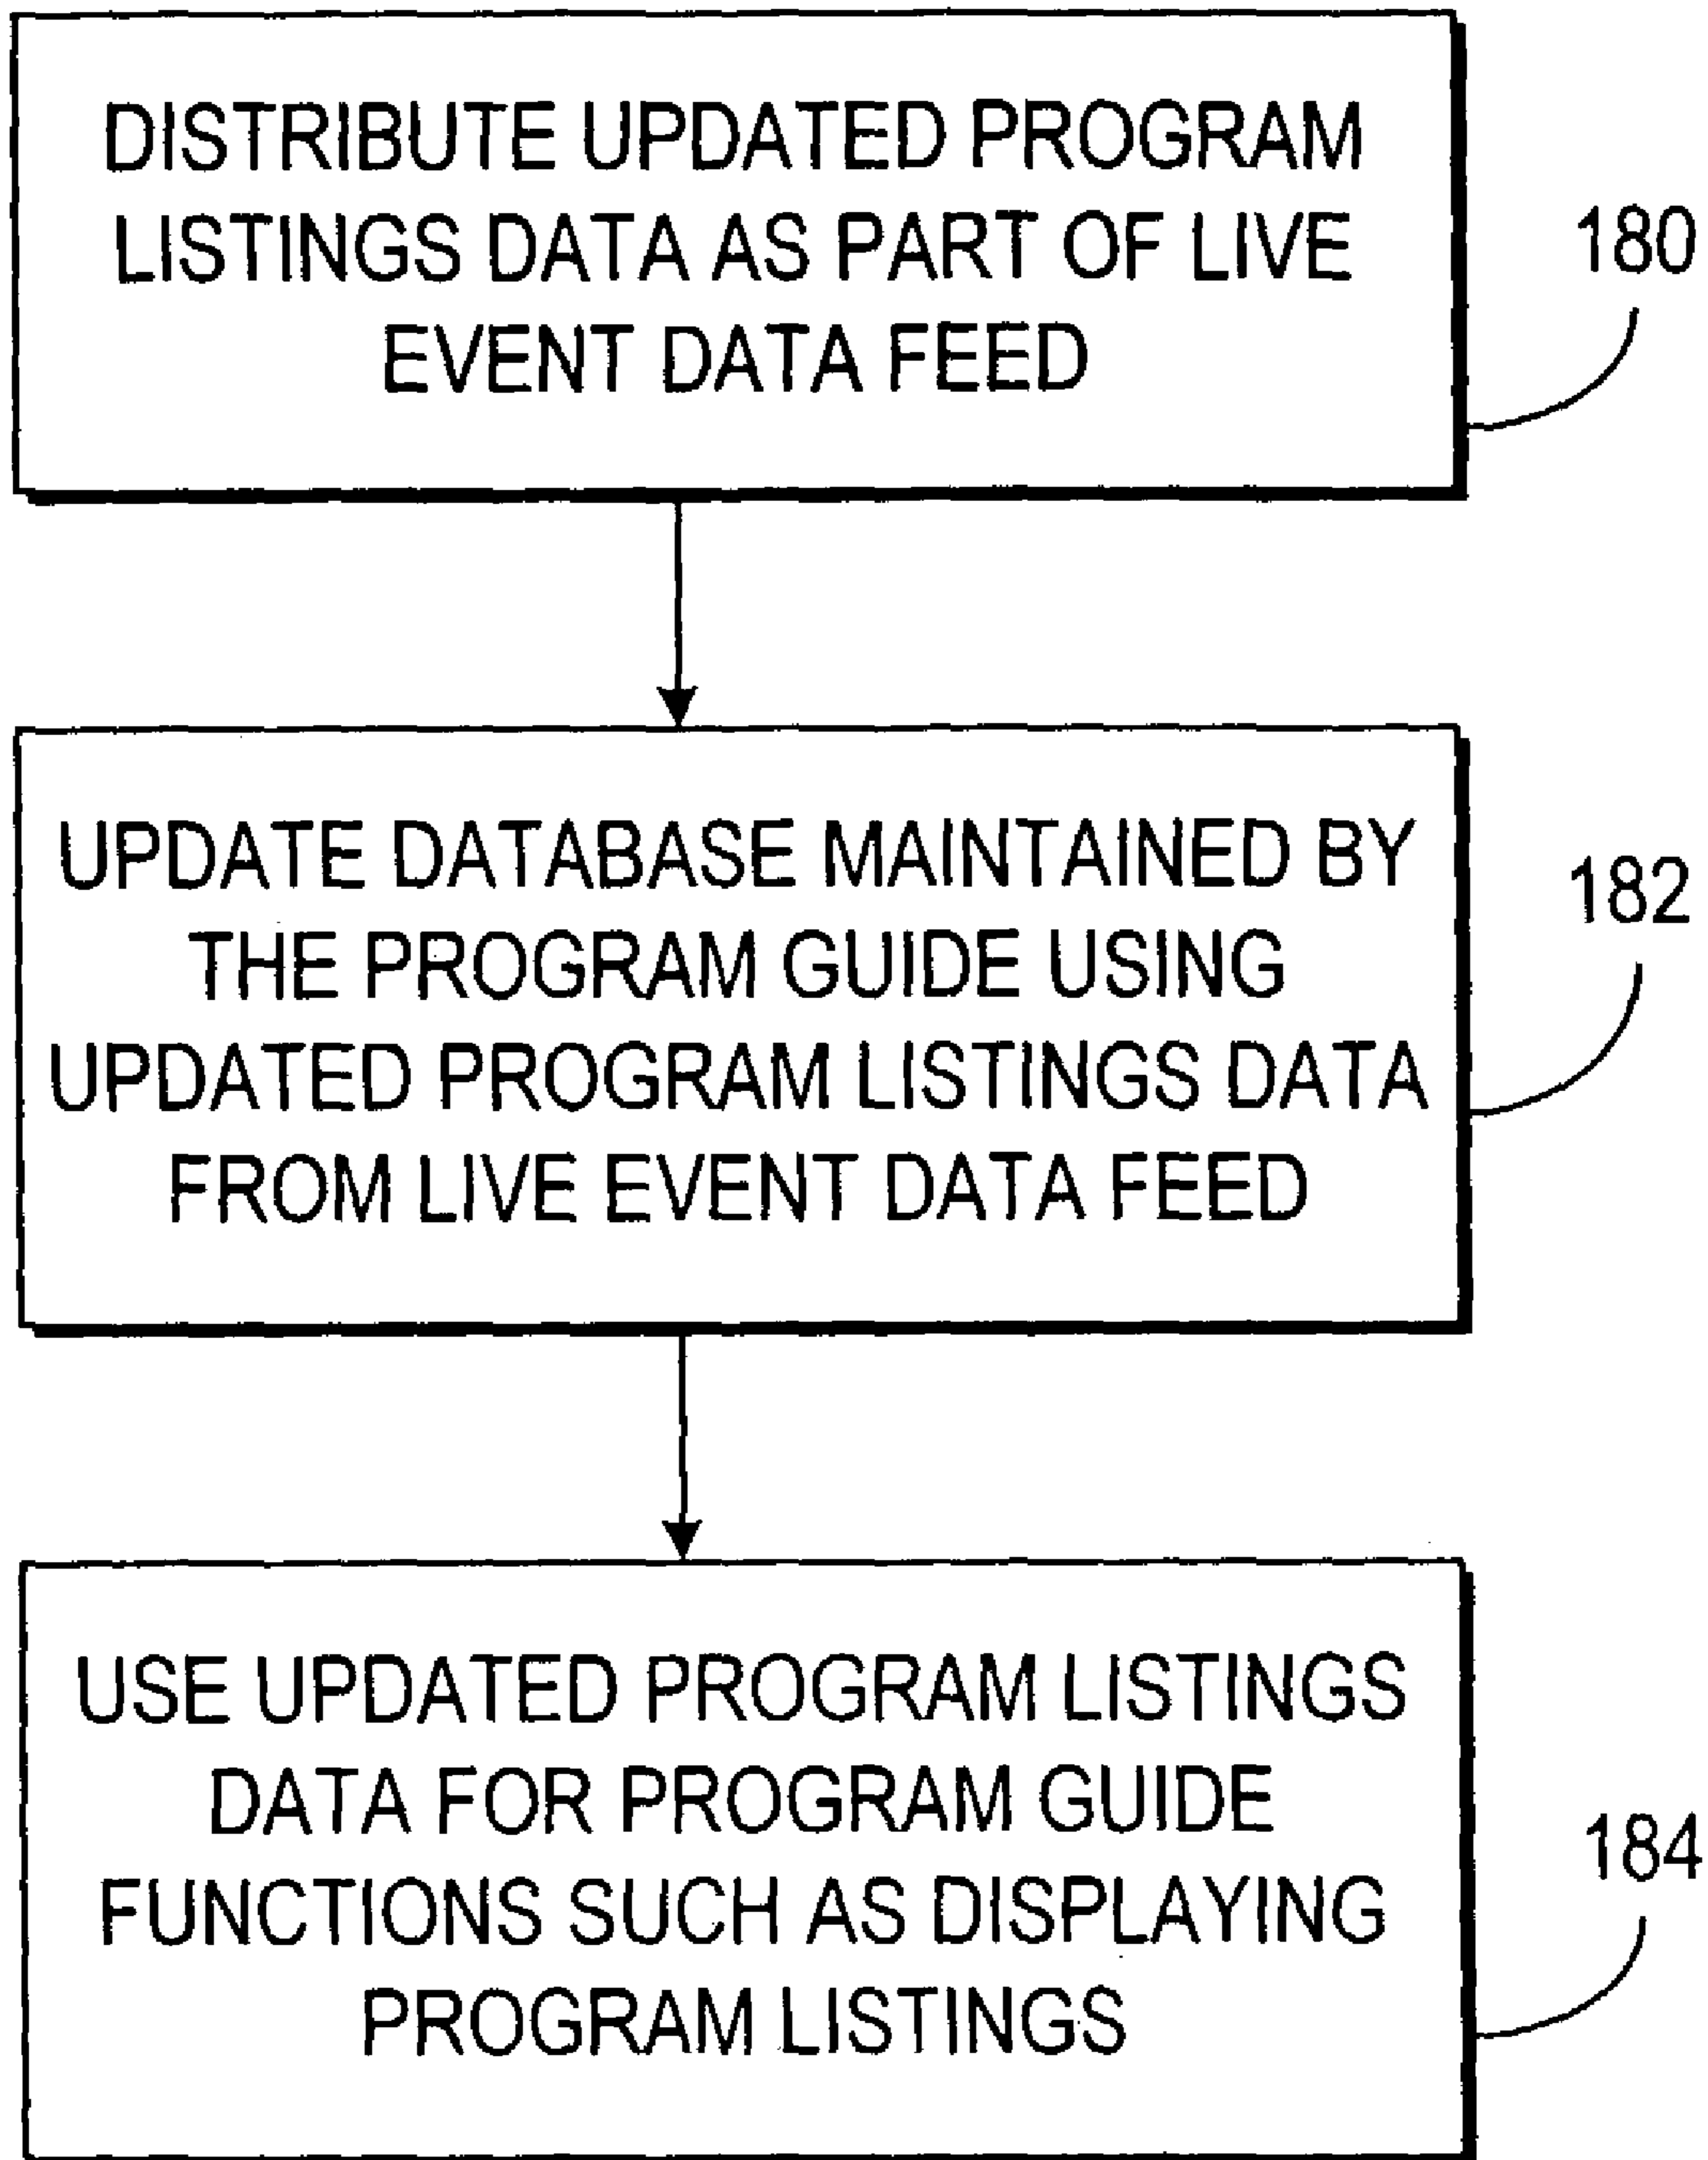 DISTRIBUTE UPDATED PROGRAM
LISTINGS DATA AS PART OF LIVE
EVENT DATA FEED
180
UPDATE DATABASE MAINTAINED BY
THE PROGRAM GUIDE USING
UPDATED PROGRAM LISTINGS DATA
FROM LIVE EVENT DATA FEED
182
USE UPDATED PROGRAM LISTINGS
DATA FOR PROGRAM GUIDE
FUNCTIONS SUCH AS DISPLAYING
PROGRAM LISTINGS
184